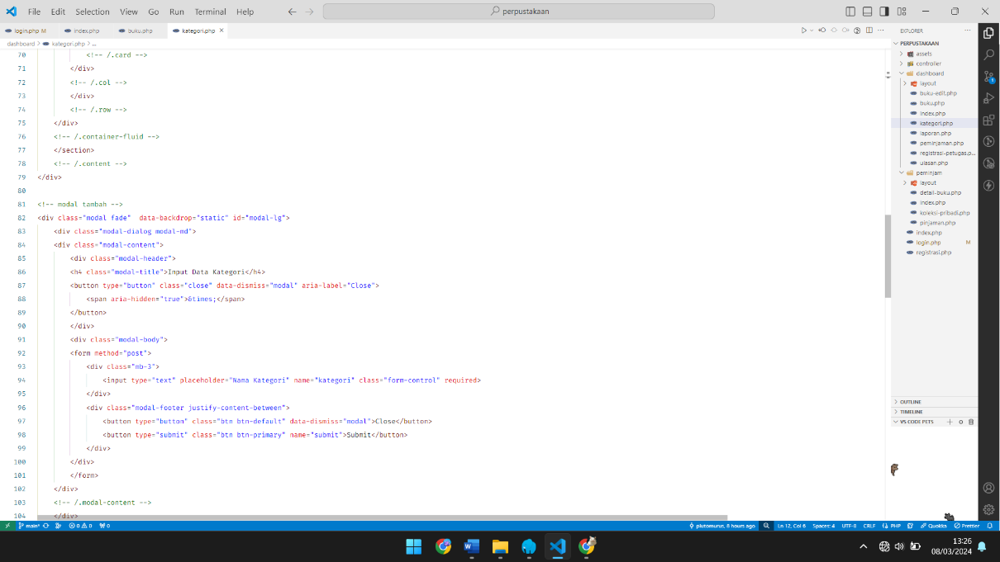 File Edit Selection View Go Run Terminal Help
perpustakaan
login.php M
index.php
buku.php
kategori.php
dashboard > kategori.php > ...
70 <!-- /.card -->
71 </div>
72 <!-- /.col -->
73 </div>
74 <!-- /.row -->
75 </div>
76 <!-- /.container-fluid -->
77 </section>
78 <!-- /.content -->
79 </div>
80
81 <!-- modal tambah -->
82 <div class="modal fade"  data-backdrop="static" id="modal-lg">
83 <div class="modal-dialog modal-md">
84 <div class="modal-content">
85 <div class="modal-header">
86 <h4 class="modal-title">Input Data Kategori</h4>
87 <button type="button" class="close" data-dismiss="modal" aria-label="Close">
88 <span aria-hidden="true">&times;</span>
89 </button>
90 </div>
91 <div class="modal-body">
92 <form method="post">
93 <div class="mb-3">
94 <input type="text" placeholder="Nama Kategori" name="kategori" class="form-control" required>
95 </div>
96 <div class="modal-footer justify-content-between">
97 <button type="button" class="btn btn-default" data-dismiss="modal">Close</button>
98 <button type="submit" class="btn btn-primary" name="submit">Submit</button>
99 </div>
100 </div>
101 </form>
102 </div>
103 <!-- /.modal-content -->
104 </div>
EXPLORER
PERPUSTAKAAN
assets
controller
dashboard
layout
buku-edit.php
buku.php
index.php
kategori.php
laporan.php
peminjaman.php
registrasi-petugas.p...
ulasan.php
peminjam
layout
detail-buku.php
index.php
koleksi-pribadi.php
pinjaman.php
index.php
login.php M
registrasi.php
OUTLINE
TIMELINE
VS CODE PETS
main* 0 0 0
plutomurus, 8 hours ago Ln 12, Col 6 Spaces: 4 UTF-8 CRLF PHP Quokka Prettier
13:26
08/03/2024